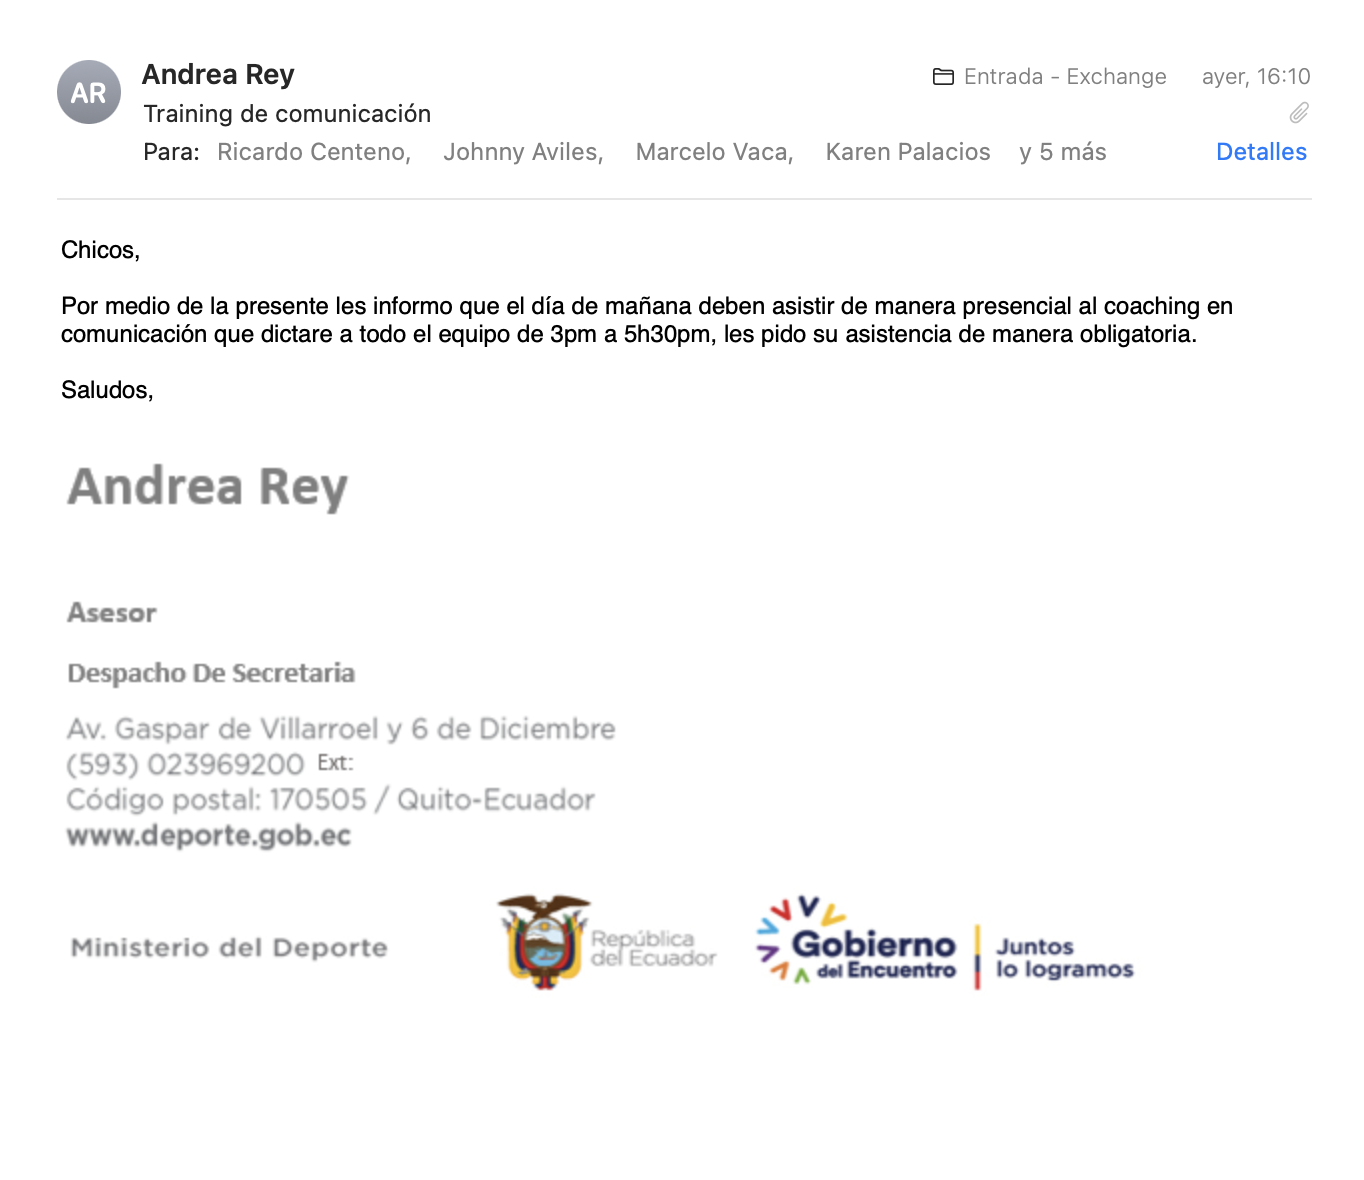 AR
Andrea Rey
Entrada - Exchange ayer, 16:10
Training de comunicación
Para: Ricardo Centeno, Johnny Aviles, Marcelo Vaca, Karen Palacios y 5 más Detalles
Chicos,
Por medio de la presente les informo que el día de mañana deben asistir de manera presencial al coaching en
comunicación que dictare a todo el equipo de 3pm a 5h30pm, les pido su asistencia de manera obligatoria.
Saludos,
Andrea Rey
Asesor
Despacho De Secretaria
Av. Gaspar de Villarroel y 6 de Diciembre
(593) 023969200 Ext:
Código postal: 170505 / Quito-Ecuador
www.deporte.gob.ec
Ministerio del Deporte
República
del Ecuador
Gobierno
del Encuentro
Juntos
lo logramos